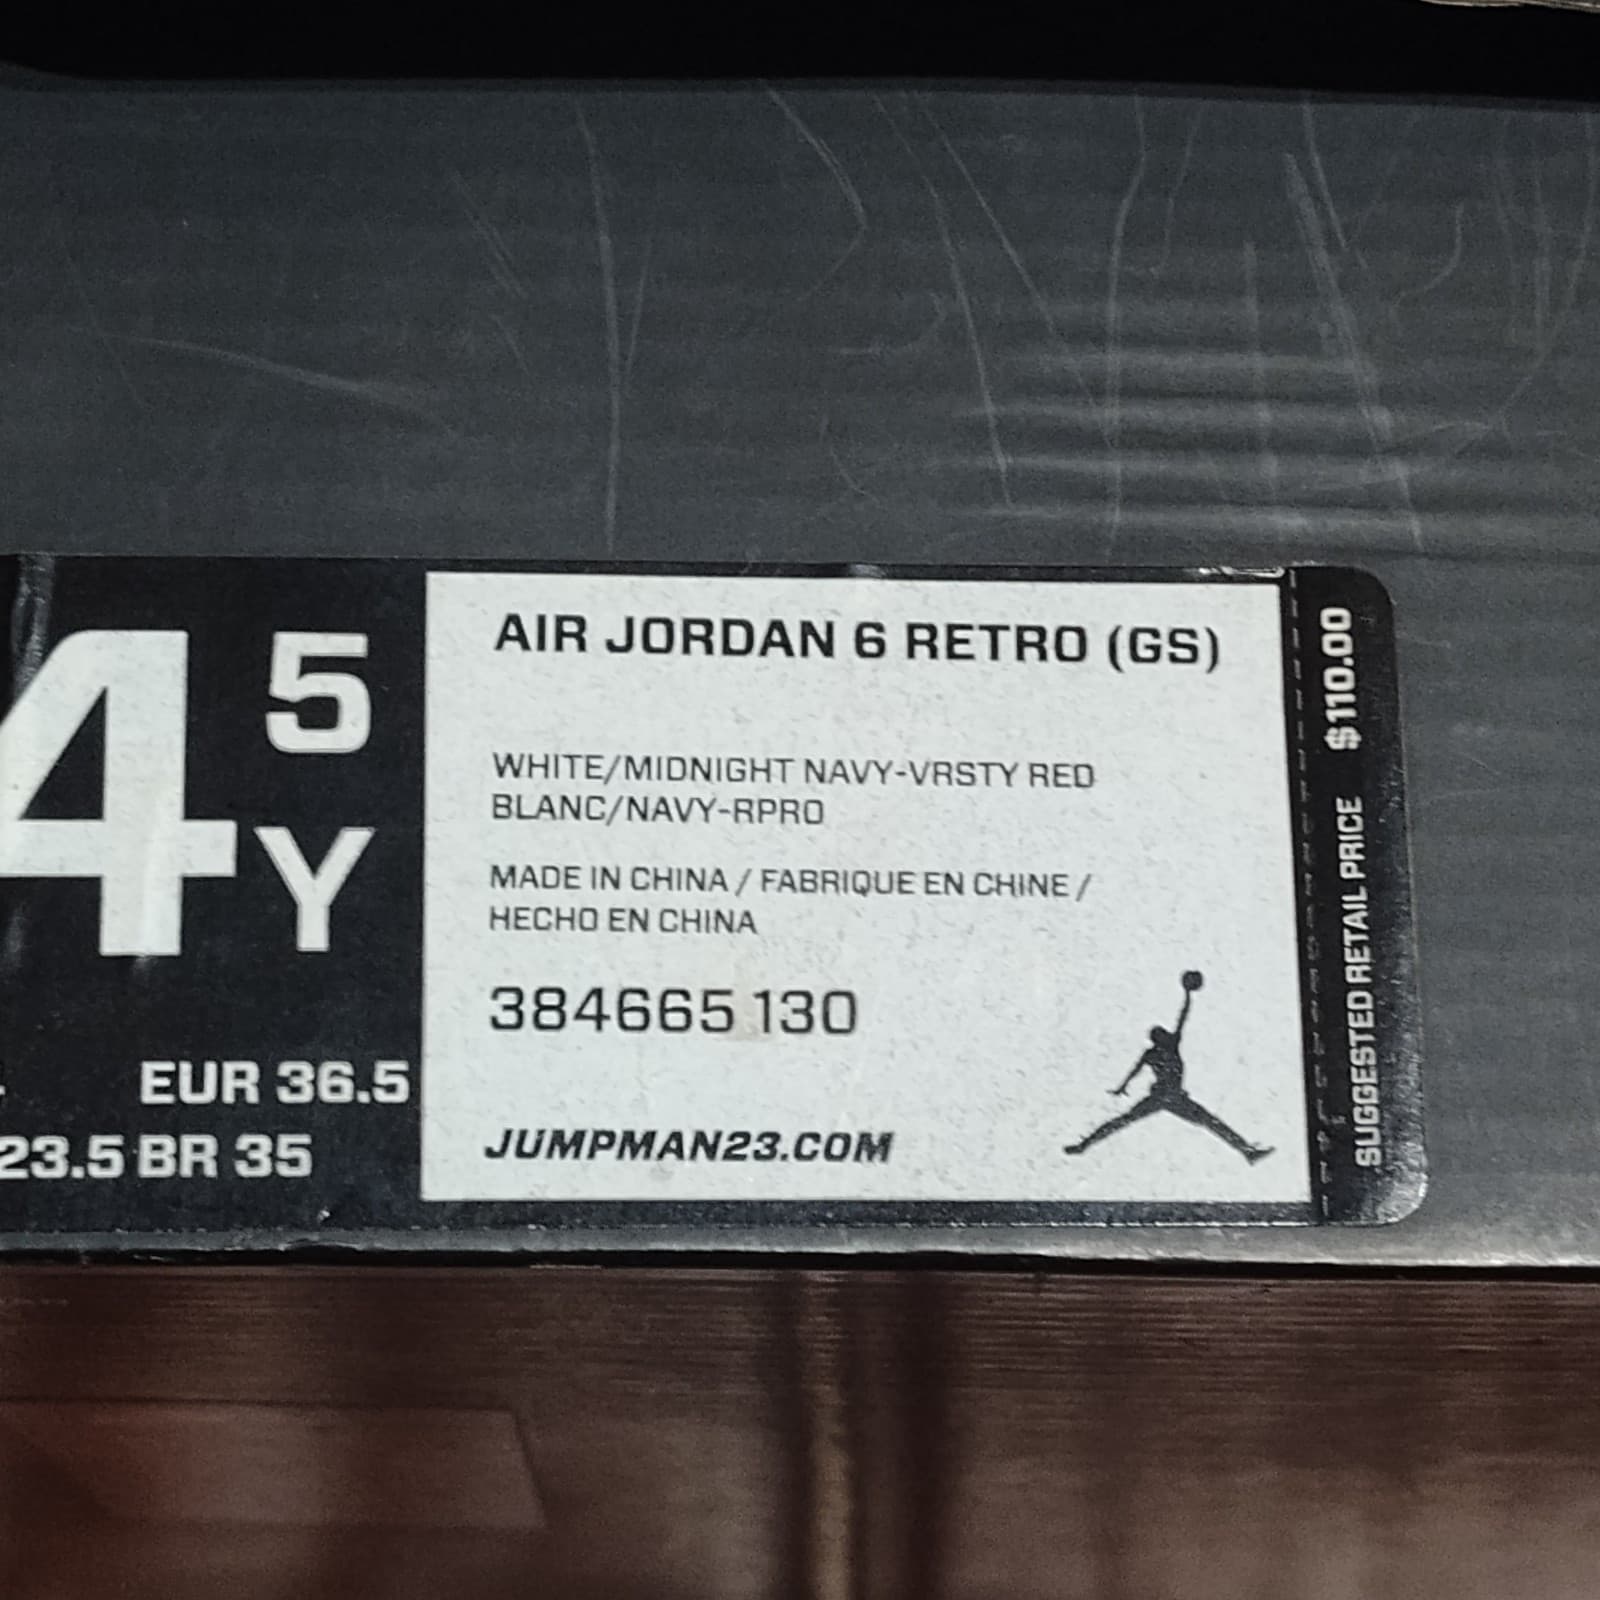 4 5
Y
EUR 36.5
23.5 BR 35
AIR JORDAN 6 RETRO (GS)
WHITE/MIDNIGHT NAVY-VRSTY RED
BLANC/NAVY-RPRO
MADE IN CHINA / FABRIQUE EN CHINE /
HECHO EN CHINA
384665 130
JUMPMAN23.COM
SUGGESTED RETAIL PRICE $110.00